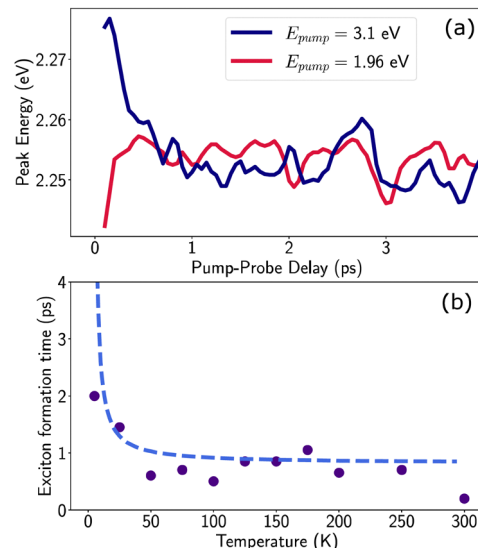 (a)
E_pump = 3.1 eV
E_pump = 1.96 eV
Peak Energy (eV)
2.27
2.26
2.25
0 1 2 3
Pump-Probe Delay (ps)
(b)
Exciton formation time (ps)
4
3
2
1
0
0 50 100 150 200 250 300
Temperature (K)